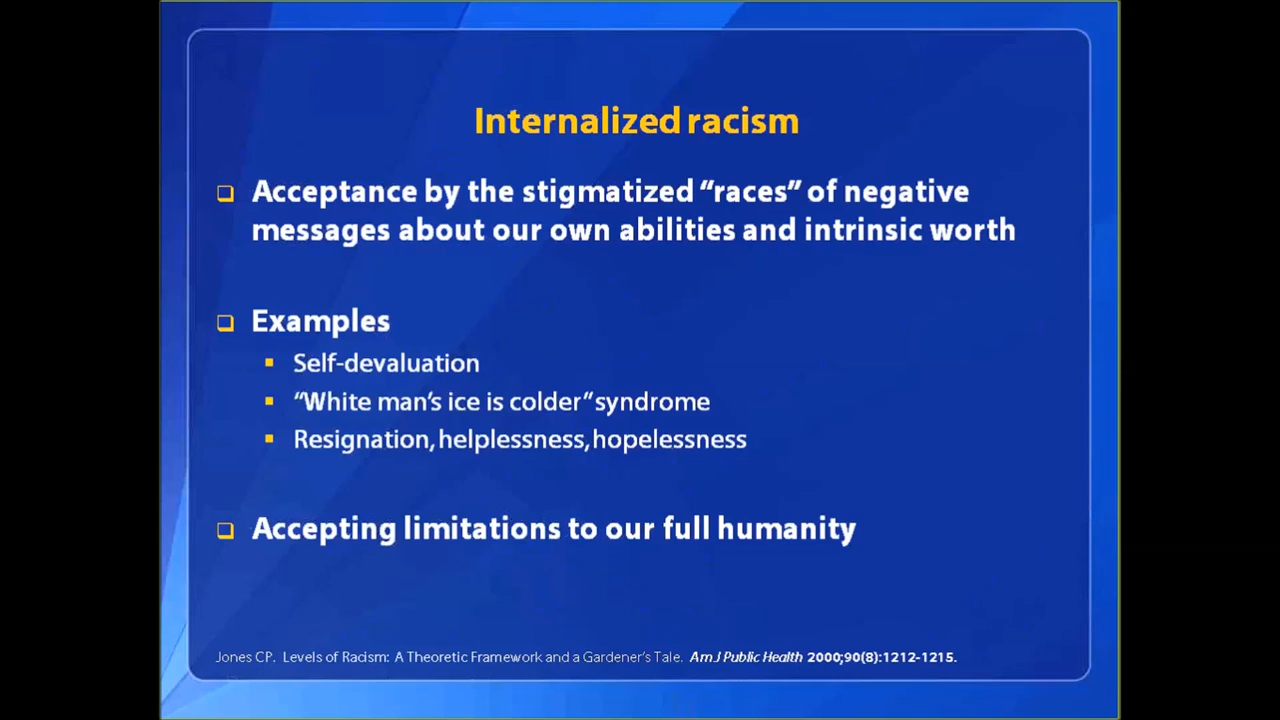 Internalized racism
Acceptance by the stigmatized “races” of negative
messages about our own abilities and intrinsic worth
Examples
Self-devaluation
“White man’s ice is colder” syndrome
Resignation, helplessness, hopelessness
Accepting limitations to our full humanity
Jones CP. Levels of Racism: A Theoretic Framework and a Gardener’s Tale. Am J Public Health 2000;90(8):1212-1215.